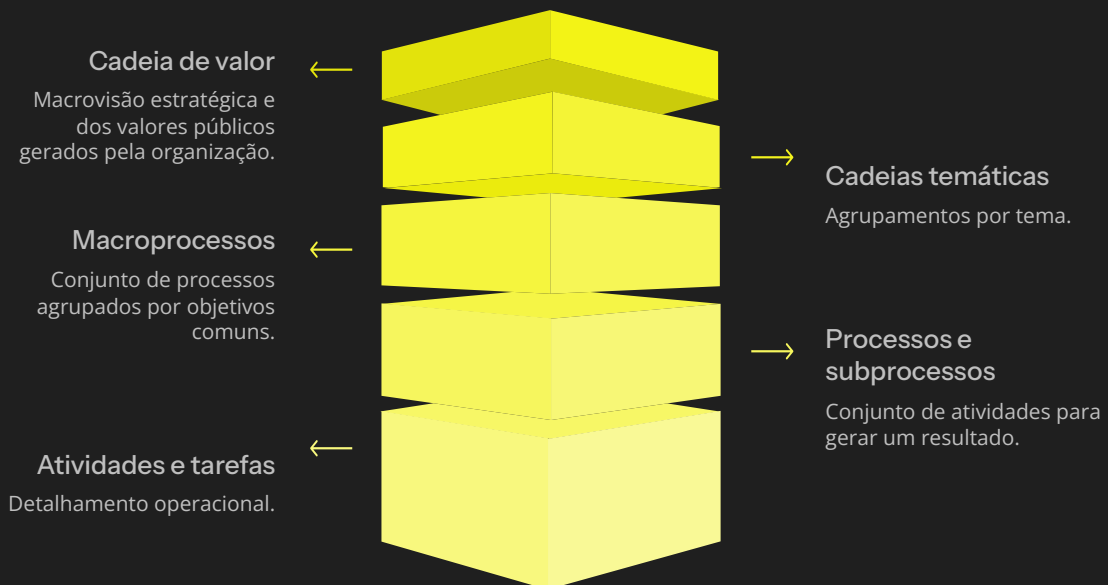 Cadeia de valor
Macrovisão estratégica e
dos valores públicos
gerados pela organização.
Cadeias temáticas
Agrupamentos por tema.
Macroprocessos
Conjunto de processos
agrupados por objetivos
comuns.
Processos e
subprocessos
Conjunto de atividades para
gerar um resultado.
Atividades e tarefas
Detalhamento operacional.